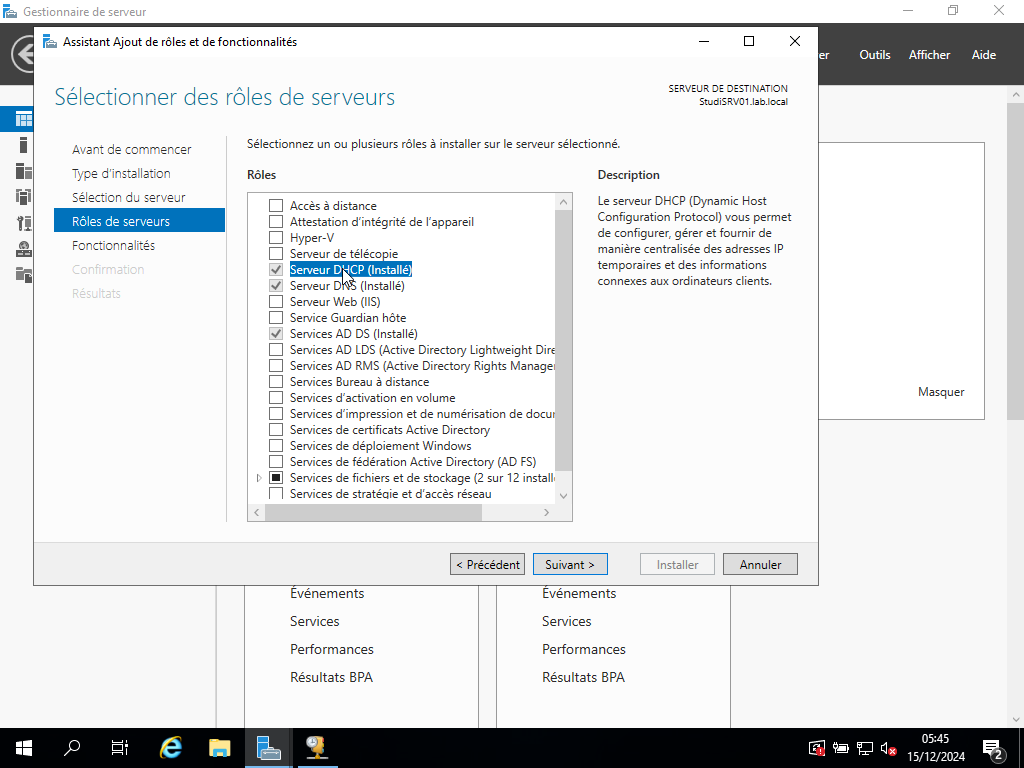 Gestionnaire de serveur
Assistant Ajout de rôles et de fonctionnalités
Outils
Afficher
Aide
Sélectionner des rôles de serveurs
SERVEUR DE DESTINATION
StudiSRV01.lab.local
Avant de commencer
Type d'installation
Sélection du serveur
Rôles de serveurs
Fonctionnalités
Confirmation
Résultats
Sélectionnez un ou plusieurs rôles à installer sur le serveur sélectionné.
Rôles
Accès à distance
Attestation d'intégrité de l'appareil
Hyper-V
Serveur de télécopie
Serveur DHCP (Installé)
Serveur DNS (Installé)
Serveur Web (IIS)
Service Guardian hôte
Services AD DS (Installé)
Services AD LDS (Active Directory Lightweight Dire
Services AD RMS (Active Directory Rights Manager
Services Bureau à distance
Services d'activation en volume
Services d'impression et de numérisation de docu
Services de certificats Active Directory
Services de déploiement Windows
Services de fédération Active Directory (AD FS)
Services de fichiers et de stockage (2 sur 12 install
Services de stratégie et d'accès réseau
Description
Le serveur DHCP (Dynamic Host
Configuration Protocol) vous permet
de configurer, gérer et fournir de
manière centralisée des adresses IP
temporaires et des informations
connexes aux ordinateurs clients.
Masquer
< Précédent
Suivant >
Installer
Annuler
Événements
Services
Performances
Résultats BPA
Événements
Services
Performances
Résultats BPA
05:45
15/12/2024
2